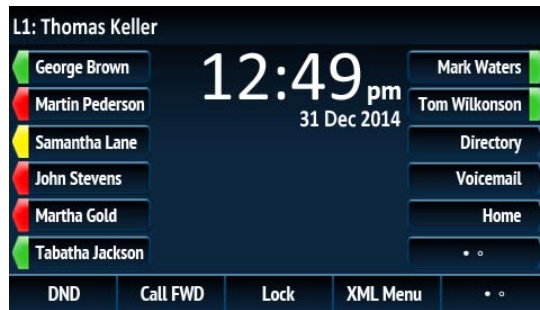 L1: Thomas Keller
George Brown
Martin Pederson
Samantha Lane
John Stevens
Martha Gold
Tabatha Jackson
12:49 pm
31 Dec 2014
Mark Waters
Tom Wilkonson
Directory
Voicemail
Home
DND
Call FWD
Lock
XML Menu